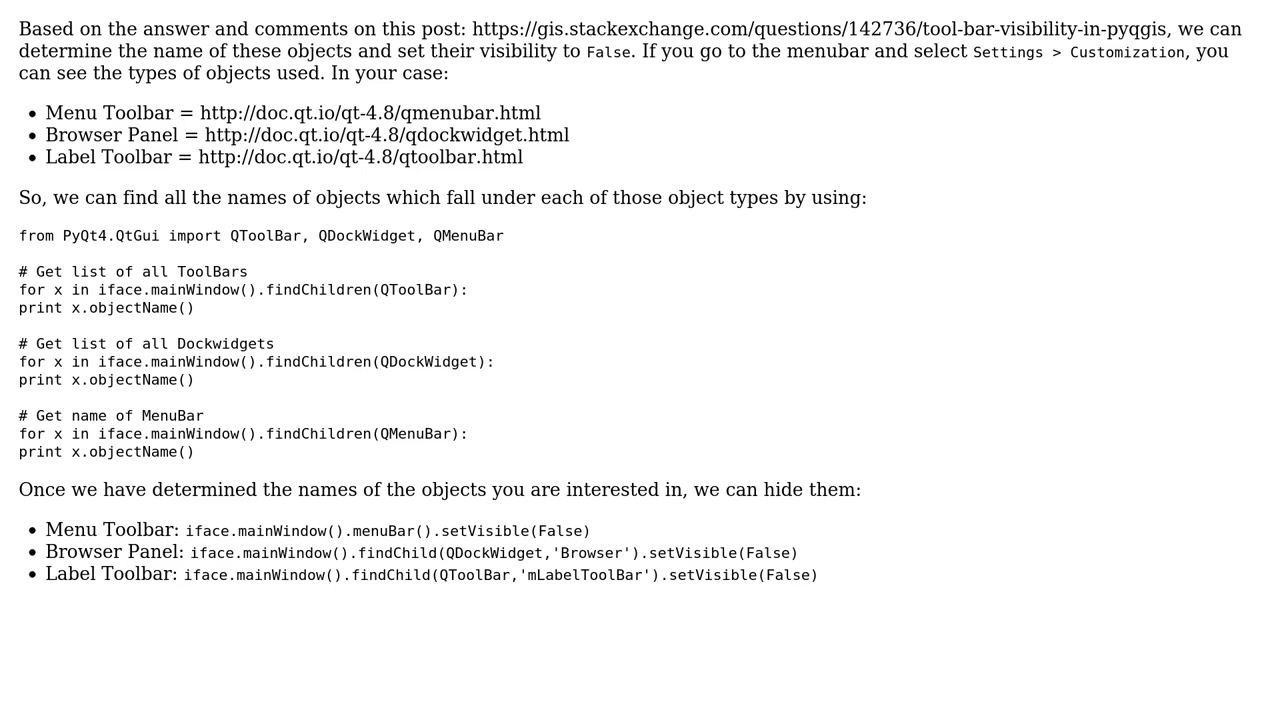 Based on the answer and comments on this post: https://gis.stackexchange.com/questions/142736/tool-bar-visibility-in-pyqgis, we can
determine the name of these objects and set their visibility to False. If you go to the menubar and select Settings > Customization, you
can see the types of objects used. In your case:
• Menu Toolbar = http://doc.qt.io/qt-4.8/qmenubar.html
• Browser Panel = http://doc.qt.io/qt-4.8/qdockwidget.html
• Label Toolbar = http://doc.qt.io/qt-4.8/qtoolbar.html
So, we can find all the names of objects which fall under each of those object types by using:
from PyQt4.QtGui import QToolBar, QDockWidget, QMenuBar
# Get list of all ToolBars
for x in iface.mainWindow().findChildren(QToolBar):
print x.objectName()
# Get list of all Dockwidgets
for x in iface.mainWindow().findChildren(QDockWidget):
print x.objectName()
# Get name of MenuBar
for x in iface.mainWindow().findChildren(QMenuBar):
print x.objectName()
Once we have determined the names of the objects you are interested in, we can hide them:
• Menu Toolbar: iface.mainWindow().menuBar().setVisible(False)
• Browser Panel: iface.mainWindow().findChild(QDockWidget,'Browser').setVisible(False)
• Label Toolbar: iface.mainWindow().findChild(QToolBar,'mLabelToolBar').setVisible(False)